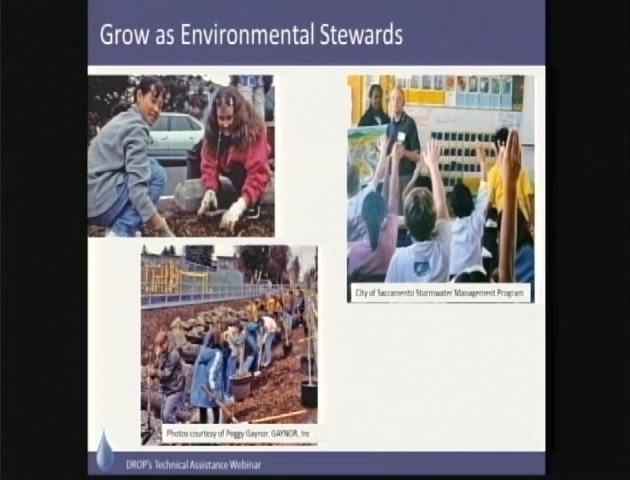 Grow as Environmental Stewards
City of Sacramento Stormwater Management Program
Photos courtesy of Peggy Gaynor, GAYNOR, Inc
DROP's Technical Assistance Webinar